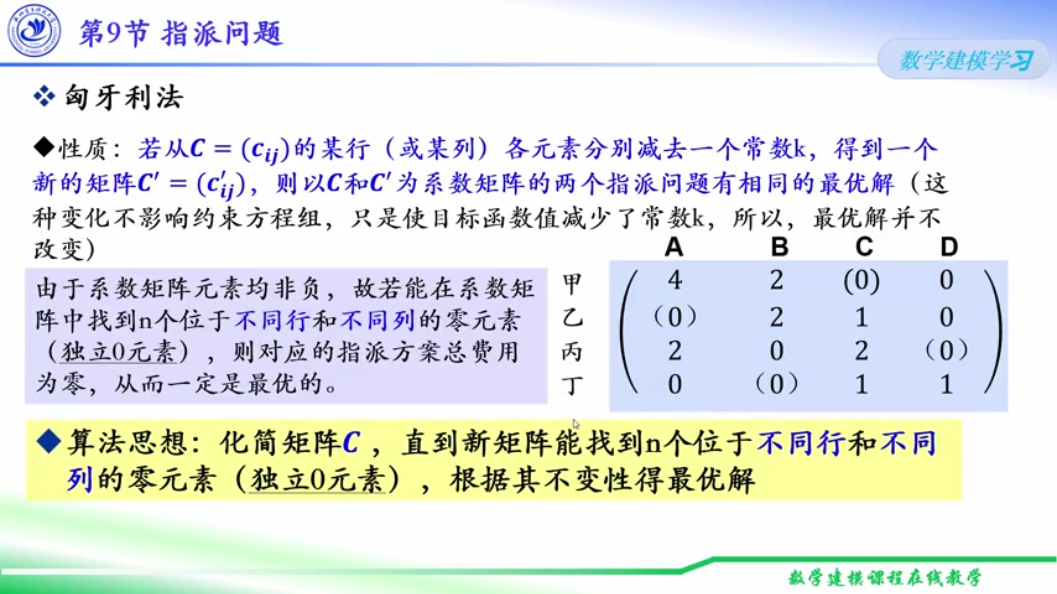 第9节 指派问题
数学建模学习
❖ 匈牙利法
◆性质：若从C = (c_ij)的某行（或某列）各元素分别减去一个常数k，得到一个
新的矩阵C′ = (c′_ij)，则以C和C′为系数矩阵的两个指派问题有相同的最优解（这
种变化不影响约束方程组，只是使目标函数值减少了常数k，所以，最优解并不
改变）
由于系数矩阵元素均非负，故若能在系数矩
阵中找到n个位于不同行和不同列的零元素
（独立0元素），则对应的指派方案总费用
为零，从而一定是最优的。
A B C D
甲 4 2 (0) 0
乙 （0） 2 1 0
丙 2 0 2 （0）
丁 0 （0） 1 1
◆ 算法思想：化简矩阵C ，直到新矩阵能找到n个位于不同行和不同
列的零元素（独立0元素），根据其不变性得最优解
数学建模课程在线教学